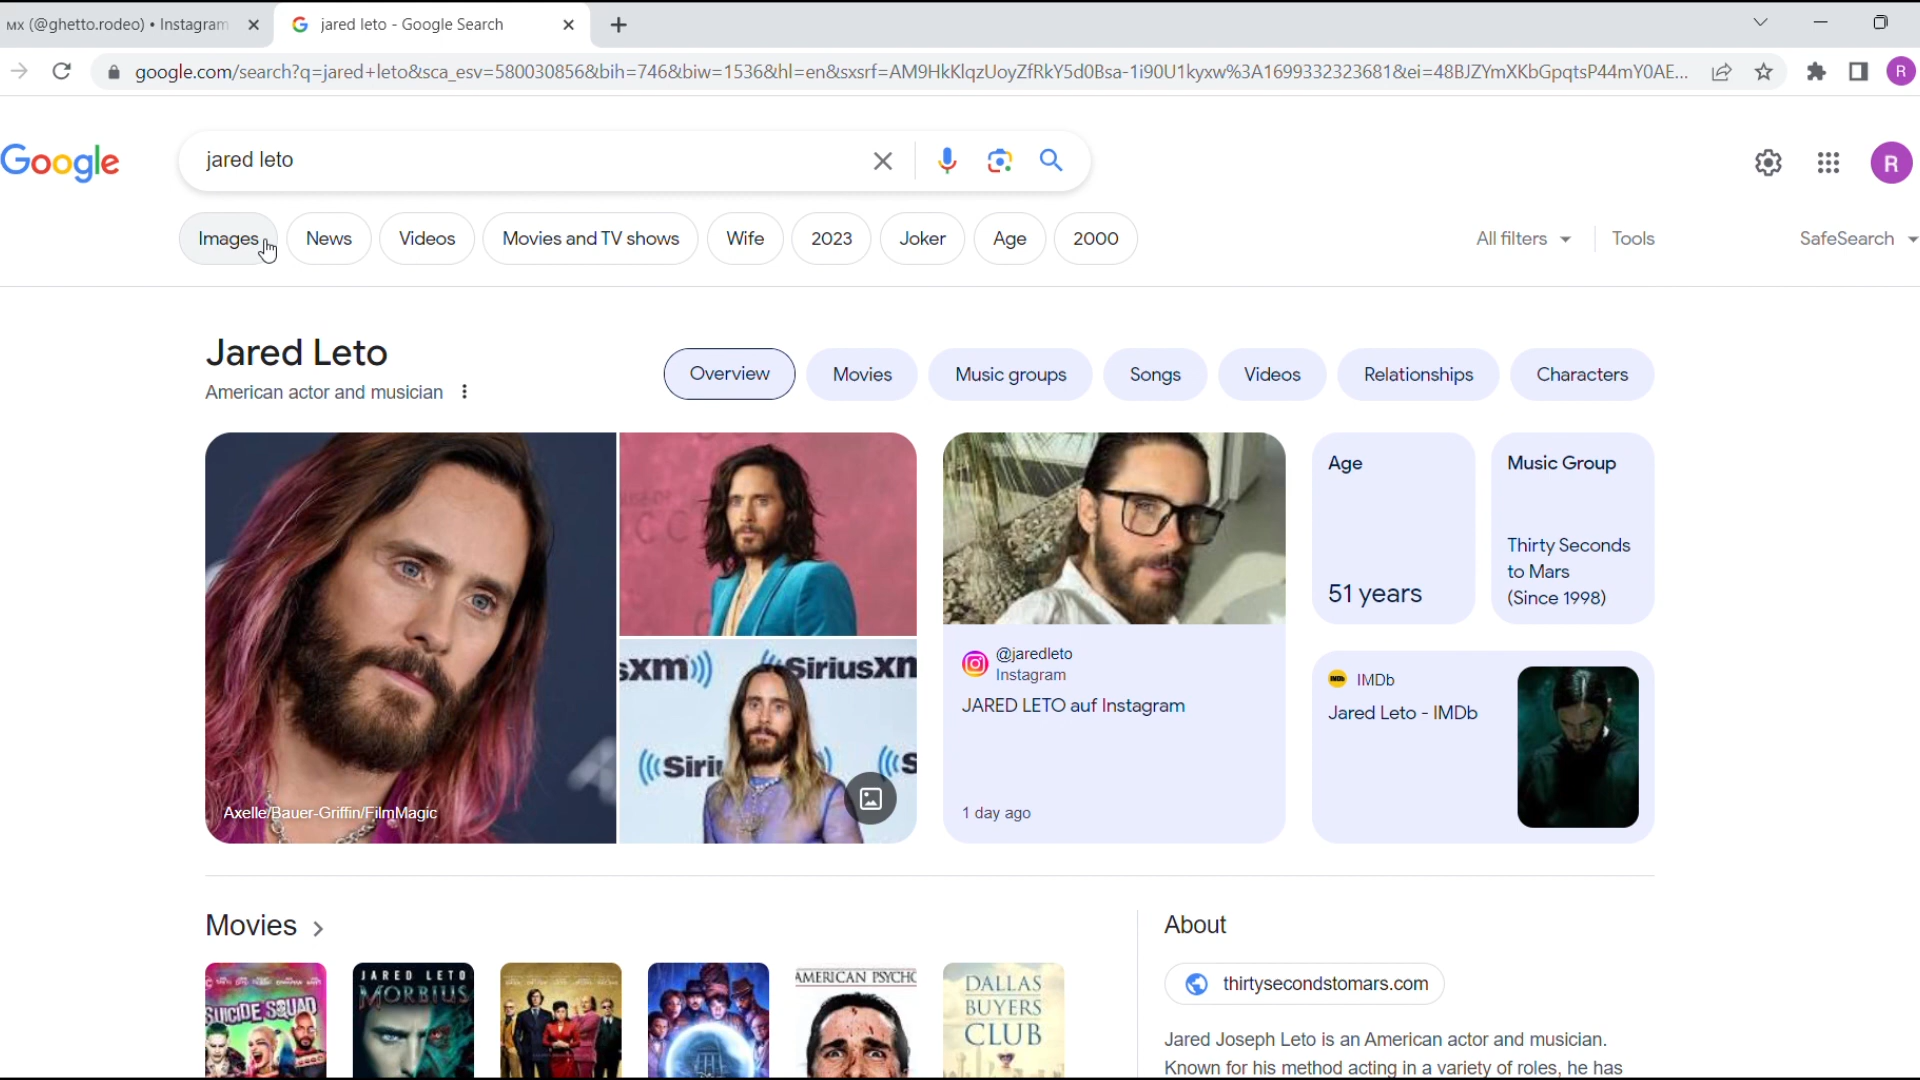 MX (@ghetto.rodeo) • Instagram
jared leto - Google Search
google.com/search?q=jared+leto&sca_esv=580030856&bih=746&biw=1536&hl=en&sxsrf=AM9HkKlqzUoyZfRkY5d0Bsa-1i90U1kyxw%3A1699332323681&ei=48BJZYmXKbGpqtsP44mY0AE...
R
Google
jared leto
R
Images
News
Videos
Movies and TV shows
Wife
2023
Joker
Age
2000
All filters
Tools
SafeSearch
Jared Leto
American actor and musician
Overview
Movies
Music groups
Songs
Videos
Relationships
Characters
Axelle/Bauer-Griffin/FilmMagic
sxm
SiriusXM
Siri
@jaredleto
Instagram
JARED LETO auf Instagram
1 day ago
Age
51 years
Music Group
Thirty Seconds
to Mars
(Since 1998)
IMDb
Jared Leto - IMDb
Movies
SUICIDE SQUAD
JARED LETO
MORBIUS
AMERICAN PSYCHO
DALLAS
BUYERS
CLUB
About
thirtysecondstomars.com
Jared Joseph Leto is an American actor and musician.
Known for his method acting in a variety of roles, he has